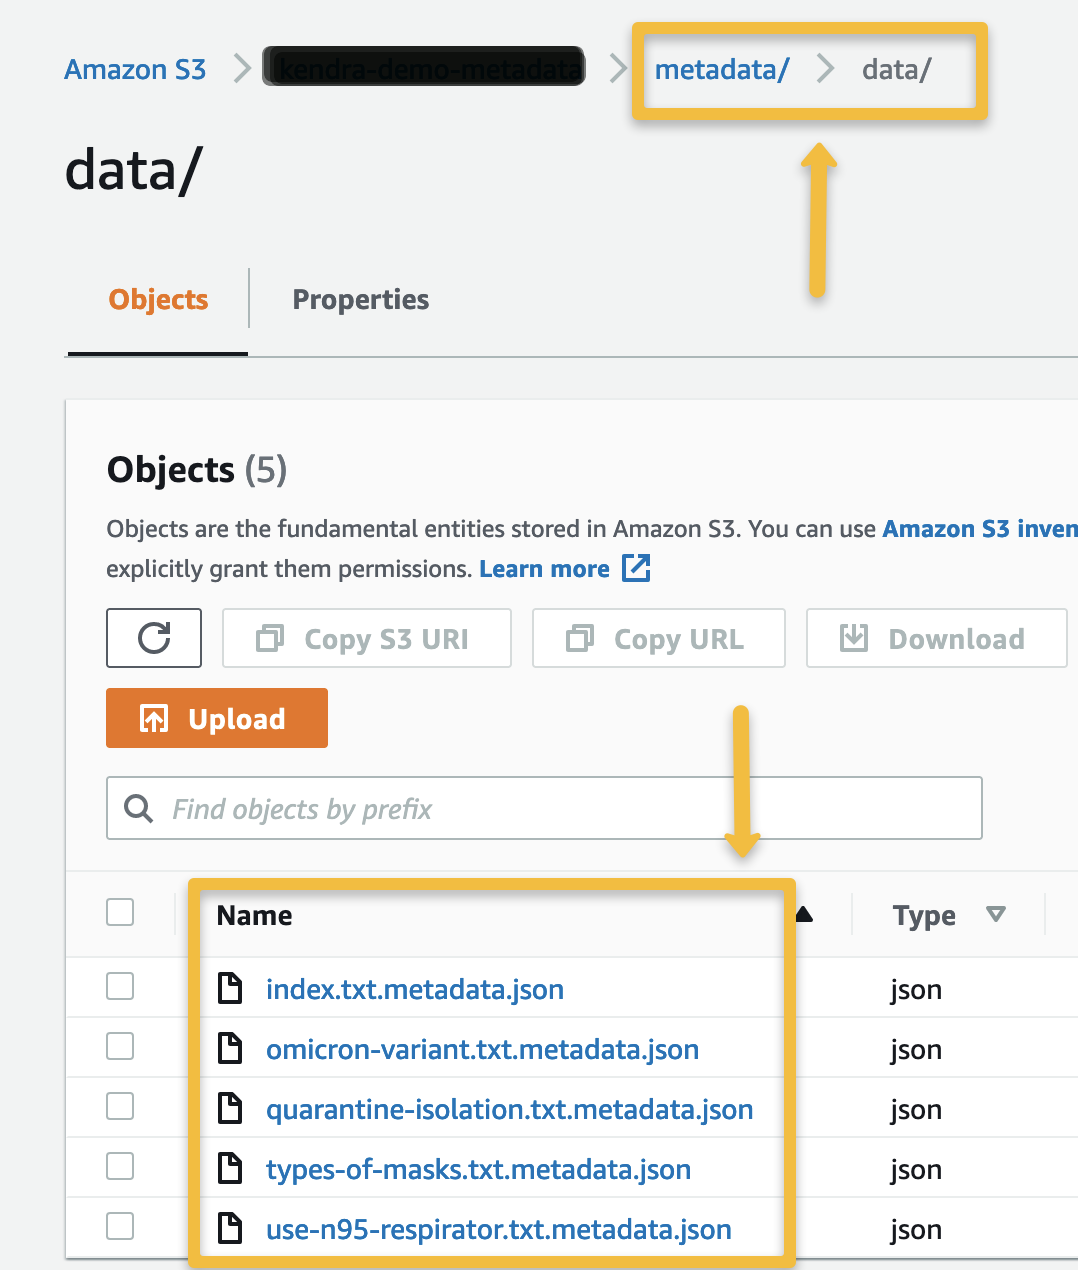 Amazon S3 > kendra-demo-metadata > metadata/ > data/
data/
Objects Properties
Objects (5)
Objects are the fundamental entities stored in Amazon S3. You can use Amazon S3 inven
explicitly grant them permissions. Learn more
Copy S3 URI Copy URL Download
Upload
Find objects by prefix
Name Type
index.txt.metadata.json json
omicron-variant.txt.metadata.json json
quarantine-isolation.txt.metadata.json json
types-of-masks.txt.metadata.json json
use-n95-respirator.txt.metadata.json json